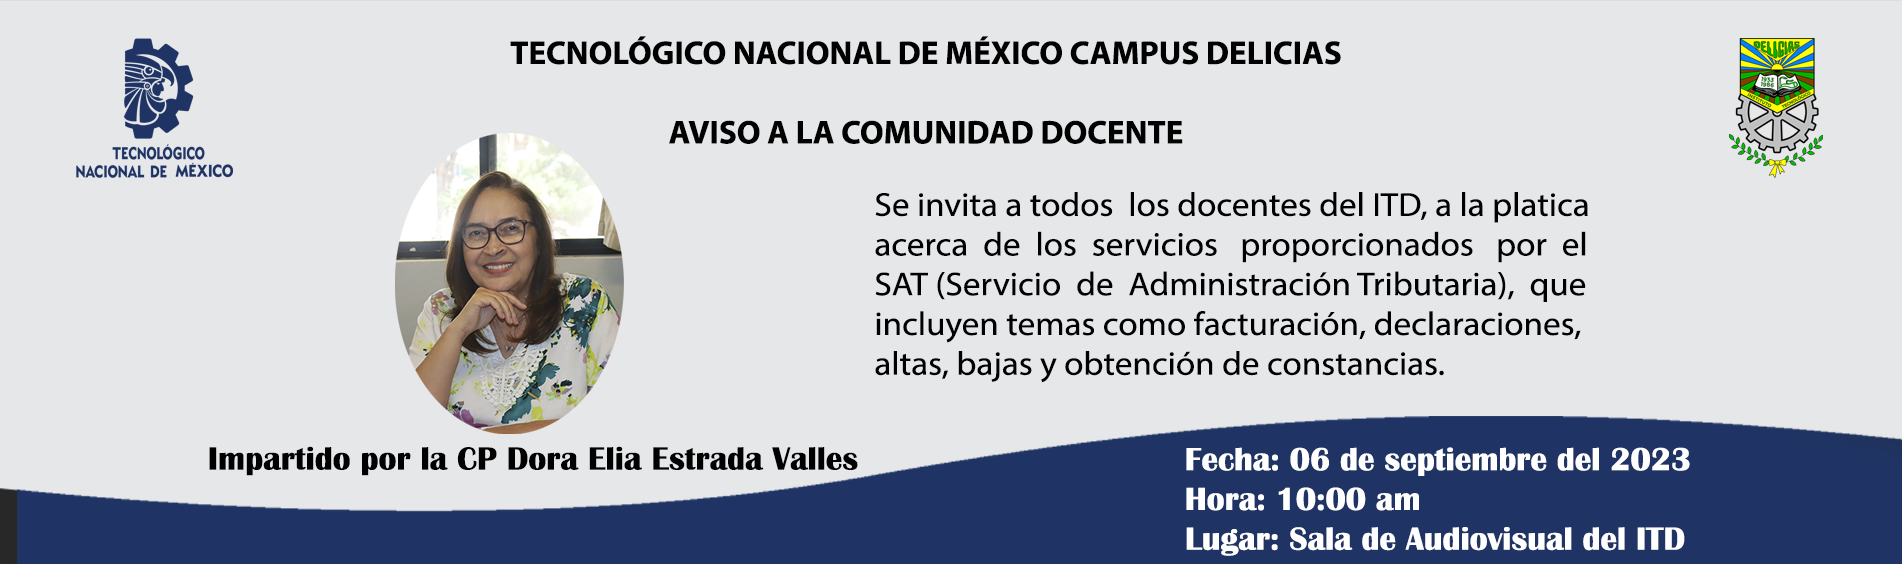 TECNOLÓGICO NACIONAL DE MÉXICO CAMPUS DELICIAS
TECNOLÓGICO
NACIONAL DE MÉXICO
DELICIAS
INSTITUTO TECNOLÓGICO
AVISO A LA COMUNIDAD DOCENTE
Se invita a todos los docentes del ITD, a la platica
acerca de los servicios proporcionados por el
SAT (Servicio de Administración Tributaria), que
incluyen temas como facturación, declaraciones,
altas, bajas y obtención de constancias.
Impartido por la CP Dora Elia Estrada Valles
Fecha: 06 de septiembre del 2023
Hora: 10:00 am
Lugar: Sala de Audiovisual del ITD